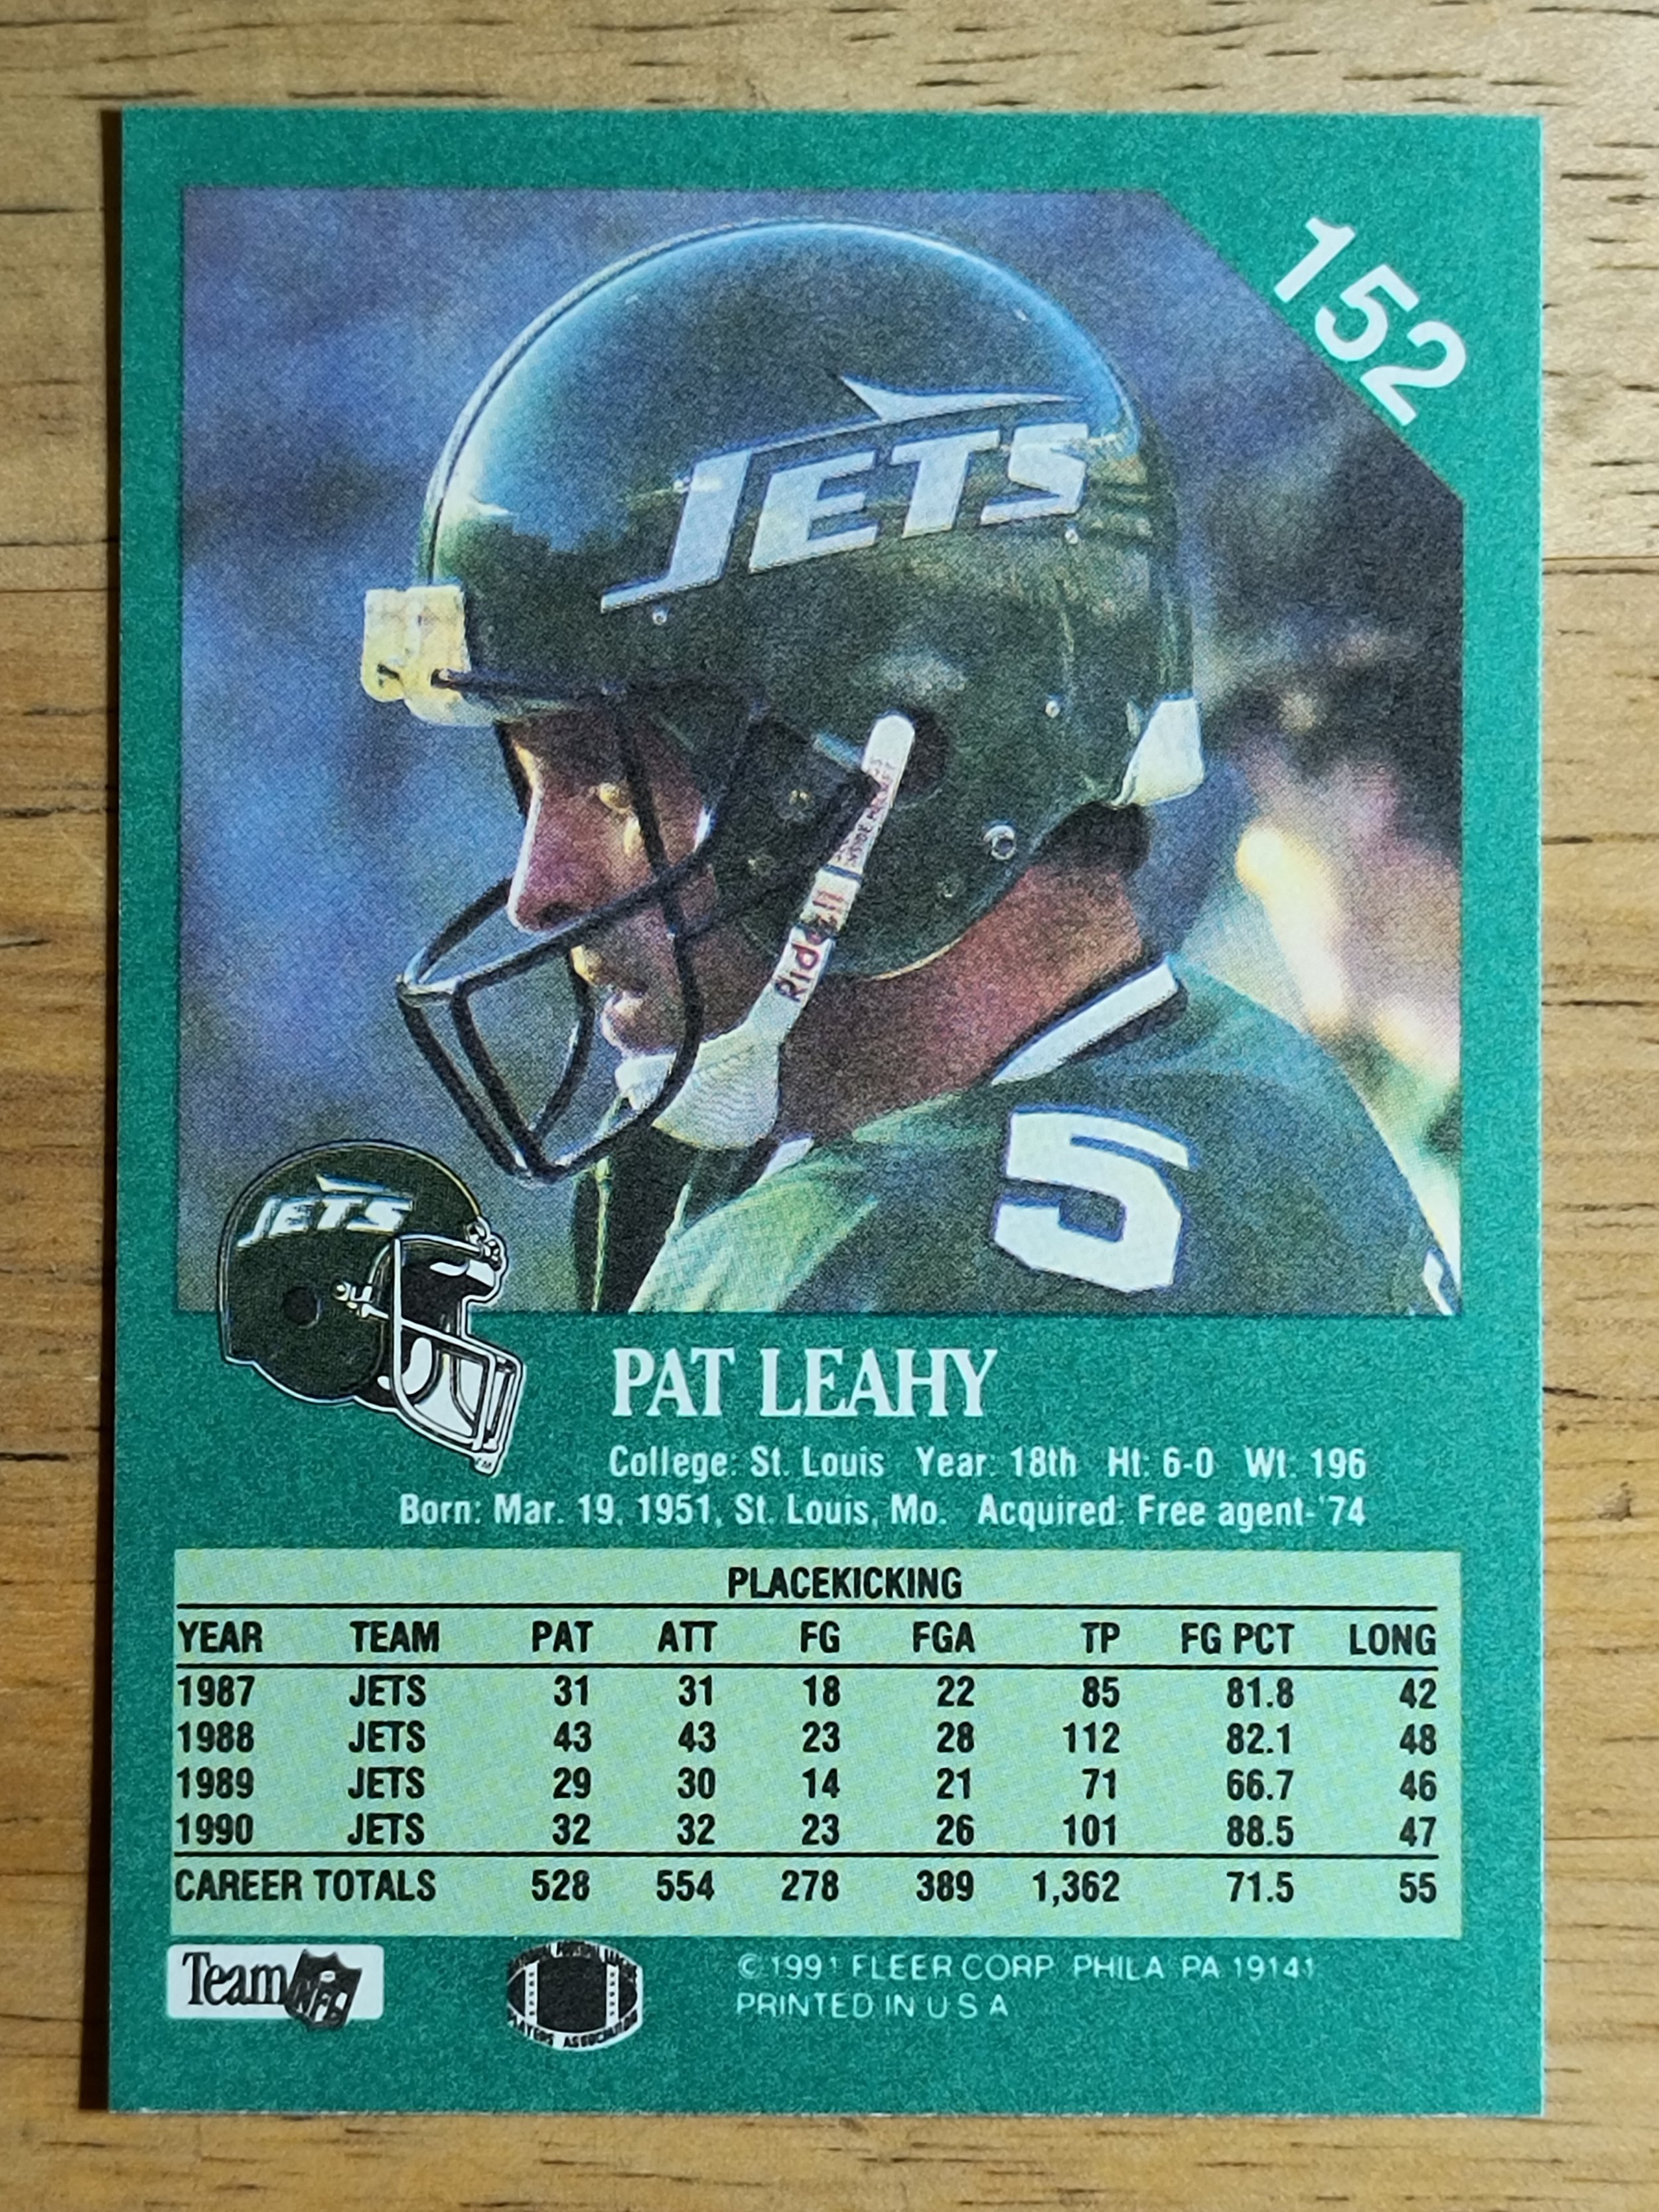 152
JETS
Riddell
5
JETS
PAT LEAHY
College: St. Louis Year: 18th Ht: 6-0 Wt: 196
Born: Mar. 19, 1951, St. Louis, Mo. Acquired: Free agent-'74
PLACEKICKING
YEAR TEAM PAT ATT FG FGA TP FG PCT LONG
1987 JETS 31 31 18 22 85 81.8 42
1988 JETS 43 43 23 28 112 82.1 48
1989 JETS 29 30 14 21 71 66.7 46
1990 JETS 32 32 23 26 101 88.5 47
CAREER TOTALS 528 554 278 389 1,362 71.5 55
Team NFL
NATIONAL FOOTBALL LEAGUE
PLAYERS ASSOCIATION
© 1991 FLEER CORP PHILA PA 19141
PRINTED IN U S A